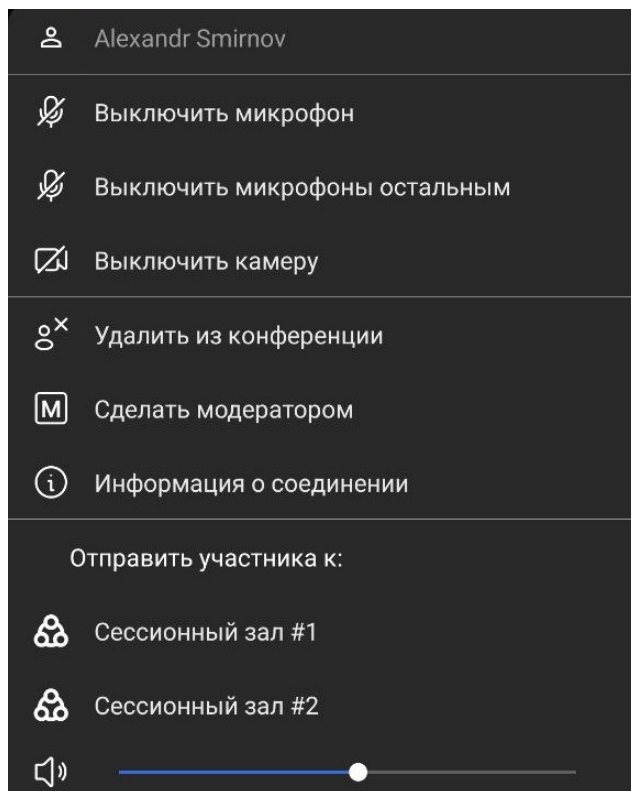 Alexandr Smirnov
Выключить микрофон
Выключить микрофоны остальным
Выключить камеру
Удалить из конференции
M Сделать модератором
i Информация о соединении
Отправить участника к:
Сессионный зал #1
Сессионный зал #2